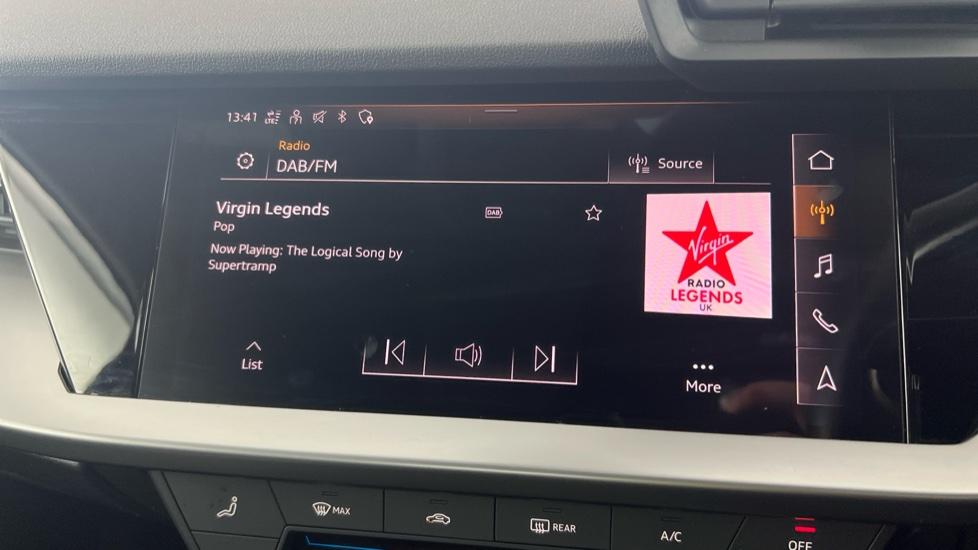 13:41 LTE
Radio
DAB/FM
Source
Virgin Legends
DAB
Pop
Now Playing: The Logical Song by
Supertramp
Virgin
RADIO
LEGENDS
UK
List
More
MAX
REAR
A/C
OFF